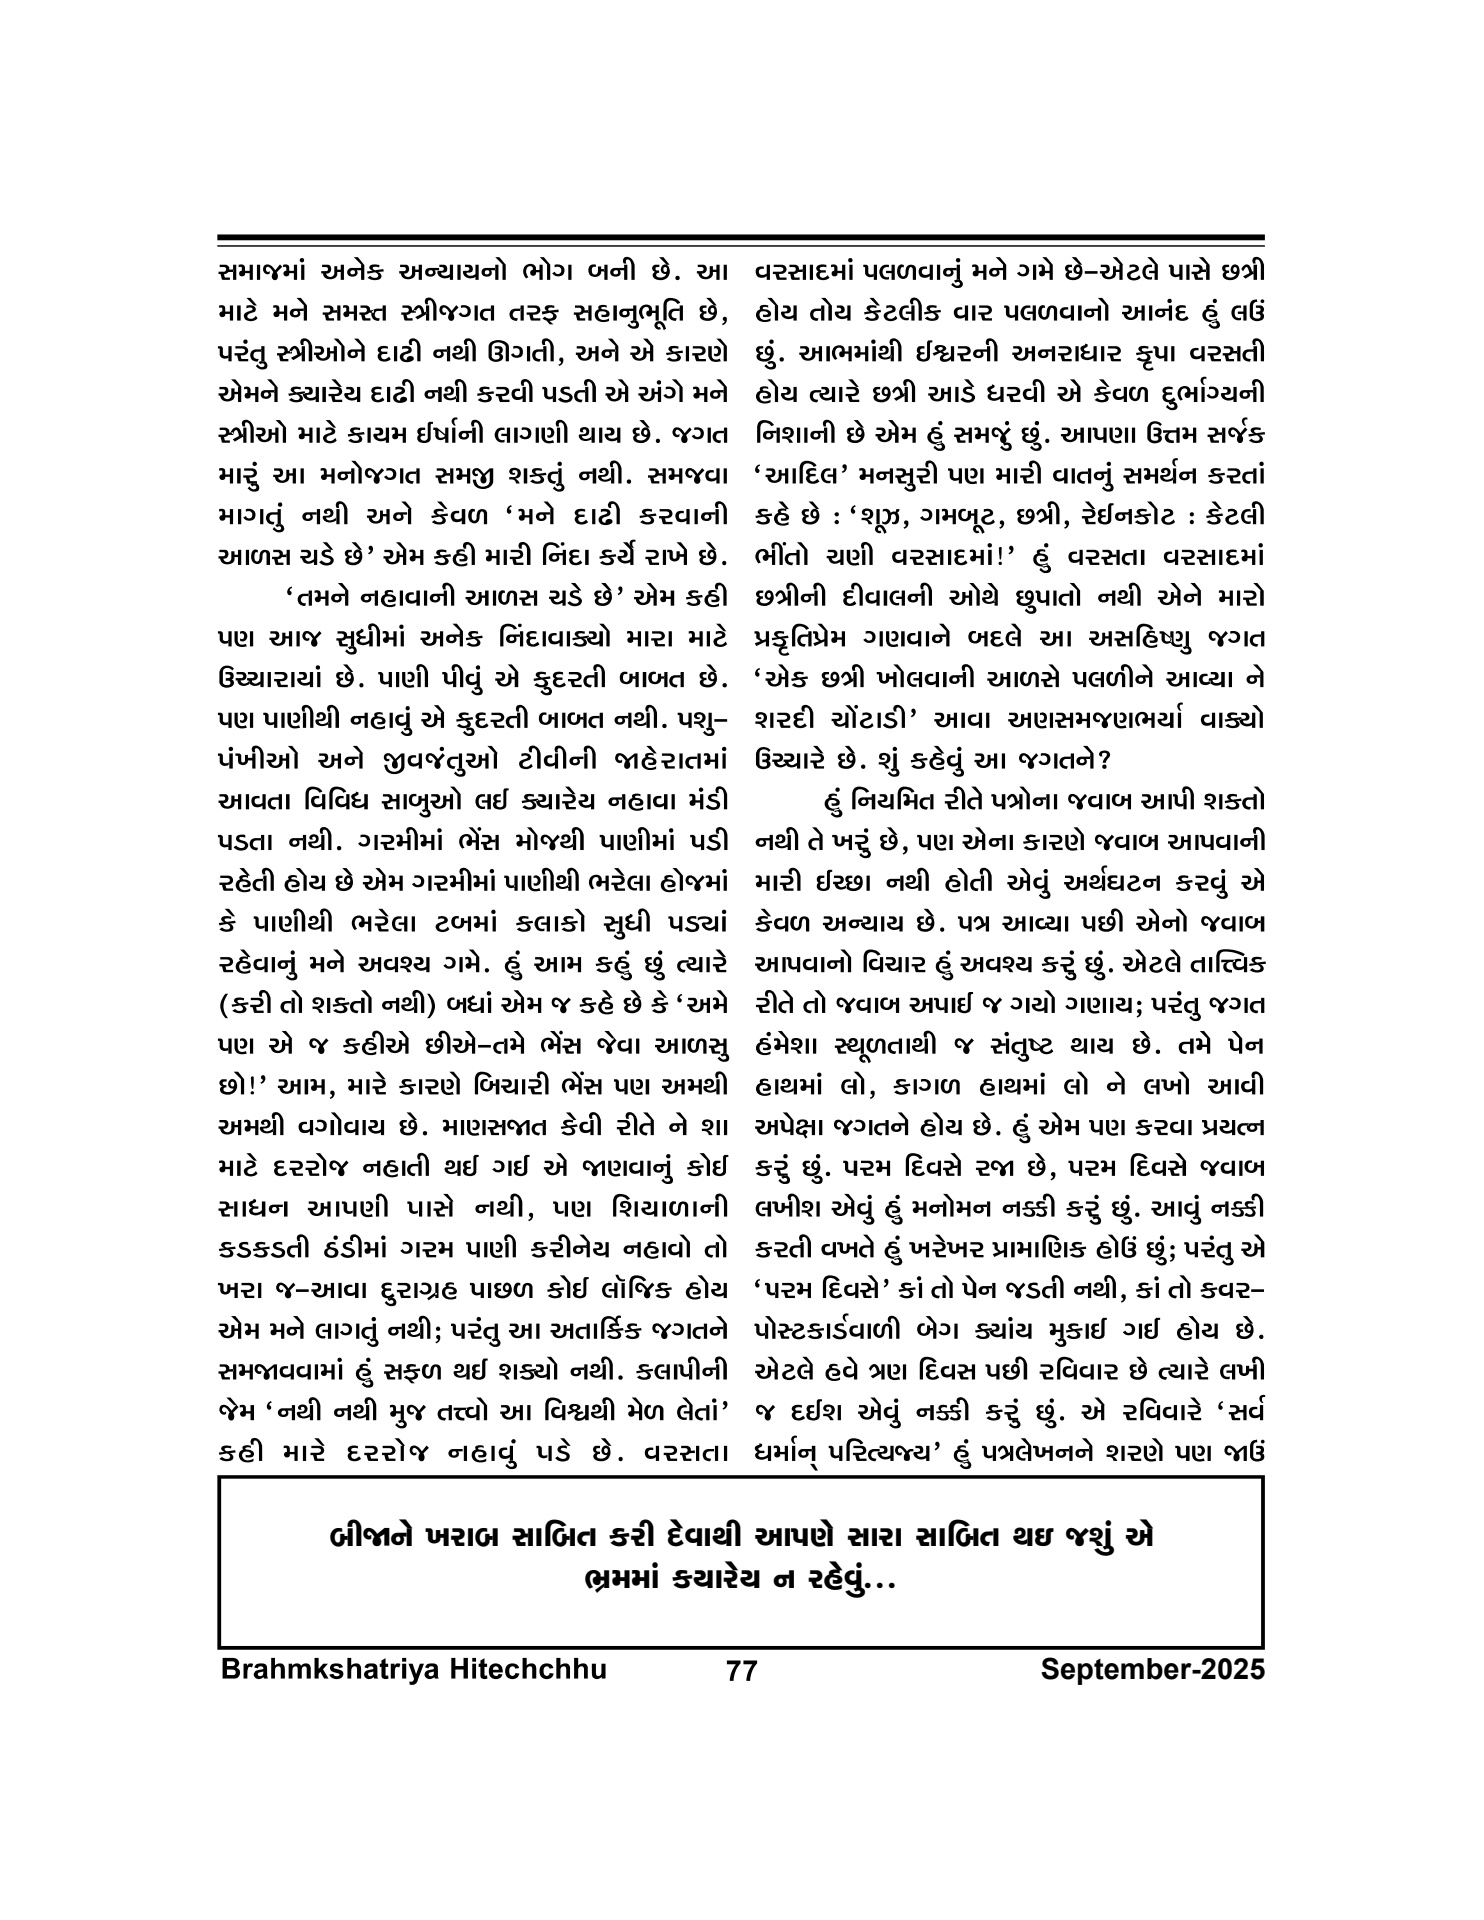 સમાજમાં અનેક અન્યાયનો ભોગ બની છે. આ
માટે મને સમસ્ત સ્ત્રીજગત તરફ સહાનુભૂતિ છે,
પરંતુ સ્ત્રીઓને દાઢી નથી ઊગતી, અને એ કારણે
એમને ક્યારેય દાઢી નથી કરવી પડતી એ અંગે મને
સ્ત્રીઓ માટે કાયમ ઈર્ષાની લાગણી થાય છે. જગત
મારું આ મનોજગત સમજી શકતું નથી. સમજવા
માગતું નથી અને કેવળ ‘મને દાઢી કરવાની
આળસ ચડે છે’ એમ કહી મારી નિંદા કર્યે રાખે છે.
‘તમને નહાવાની આળસ ચડે છે’ એમ કહી
પણ આજ સુધીમાં અનેક નિંદાવાક્યો મારા માટે
ઉચ્ચારાયાં છે. પાણી પીવું એ કુદરતી બાબત છે.
પણ પાણીથી નહાવું એ કુદરતી બાબત નથી. પશુ–
પંખીઓ અને જીવજંતુઓ ટીવીની જાહેરાતમાં
આવતા વિવિધ સાબુઓ લઈ ક્યારેય નહાવા મંડી
પડતા નથી. ગરમીમાં ભેંસ મોજથી પાણીમાં પડી
રહેતી હોય છે એમ ગરમીમાં પાણીથી ભરેલા હોજમાં
કે પાણીથી ભરેલા ટબમાં કલાકો સુધી પડ્યાં
રહેવાનું મને અવશ્ય ગમે. હું આમ કહું છું ત્યારે
(કરી તો શકતો નથી) બધાં એમ જ કહે છે કે ‘અમે
પણ એ જ કહીએ છીએ–તમે ભેંસ જેવા આળસુ
છો!’ આમ, મારે કારણે બિચારી ભેંસ પણ અમથી
અમથી વગોવાય છે. માણસજાત કેવી રીતે ને શા
માટે દરરોજ નહાતી થઈ ગઈ એ જાણવાનું કોઈ
સાધન આપણી પાસે નથી, પણ શિયાળાની
કડકડતી ઠંડીમાં ગરમ પાણી કરીનેય નહાવો તો
ખરા જ–આવા દુરાગ્રહ પાછળ કોઈ લૉજિક હોય
એમ મને લાગતું નથી; પરંતુ આ અતાર્કિક જગતને
સમજાવવામાં હું સફળ થઈ શક્યો નથી. કલાપીની
જેમ ‘નથી નથી મુજ તત્ત્વો આ વિશ્વથી મેળ લેતાં’
કહી મારે દરરોજ નહાવું પડે છે. વરસતા
વરસાદમાં પલળવાનું મને ગમે છે–એટલે પાસે છત્રી
હોય તોય કેટલીક વાર પલળવાનો આનંદ હું લઉં
છું. આભમાંથી ઈશ્વરની અનરાધાર કૃપા વરસતી
હોય ત્યારે છત્રી આડે ધરવી એ કેવળ દુર્ભાગ્યની
નિશાની છે એમ હું સમજું છું. આપણા ઉત્તમ સર્જક
‘આદિલ’ મનસુરી પણ મારી વાતનું સમર્થન કરતાં
કહે છે : ‘શૂઝ, ગમબૂટ, છત્રી, રેઈનકોટ : કેટલી
ભીંતો ચણી વરસાદમાં!’ હું વરસતા વરસાદમાં
છત્રીની દીવાલની ઓથે છુપાતો નથી એને મારો
પ્રકૃતિપ્રેમ ગણવાને બદલે આ અસહિષ્ણુ જગત
‘એક છત્રી ખોલવાની આળસે પલળીને આવ્યા ને
શરદી ચોંટાડી’ આવા અણસમજણભર્યા વાક્યો
ઉચ્ચારે છે. શું કહેવું આ જગતને?
હું નિયમિત રીતે પત્રોના જવાબ આપી શકતો
નથી તે ખરું છે, પણ એના કારણે જવાબ આપવાની
મારી ઈચ્છા નથી હોતી એવું અર્થઘટન કરવું એ
કેવળ અન્યાય છે. પત્ર આવ્યા પછી એનો જવાબ
આપવાનો વિચાર હું અવશ્ય કરું છું. એટલે તાત્ત્વિક
રીતે તો જવાબ અપાઈ જ ગયો ગણાય; પરંતુ જગત
હંમેશા સ્થૂળતાથી જ સંતુષ્ટ થાય છે. તમે પેન
હાથમાં લો, કાગળ હાથમાં લો ને લખો આવી
અપેક્ષા જગતને હોય છે. હું એમ પણ કરવા પ્રયત્ન
કરું છું. પરમ દિવસે રજા છે, પરમ દિવસે જવાબ
લખીશ એવું હું મનોમન નક્કી કરું છું. આવું નક્કી
કરતી વખતે હું ખરેખર પ્રામાણિક હોઉં છું; પરંતુ એ
‘પરમ દિવસે’ કાં તો પેન જડતી નથી, કાં તો કવર–
પોસ્ટકાર્ડવાળી બેગ ક્યાંય મુકાઈ ગઈ હોય છે.
એટલે હવે ત્રણ દિવસ પછી રવિવાર છે ત્યારે લખી
જ દઈશ એવું નક્કી કરું છું. એ રવિવારે ‘સર્વ
ધર્માન્ પરિત્યજ્ય’ હું પત્રલેખનને શરણે પણ જાઉં
બીજાને ખરાબ સાબિત કરી દેવાથી આપણે સારા સાબિત થઇ જશું એ
ભ્રમમાં કયારેય ન રહેવું...
Brahmkshatriya Hitechchhu 77 September-2025